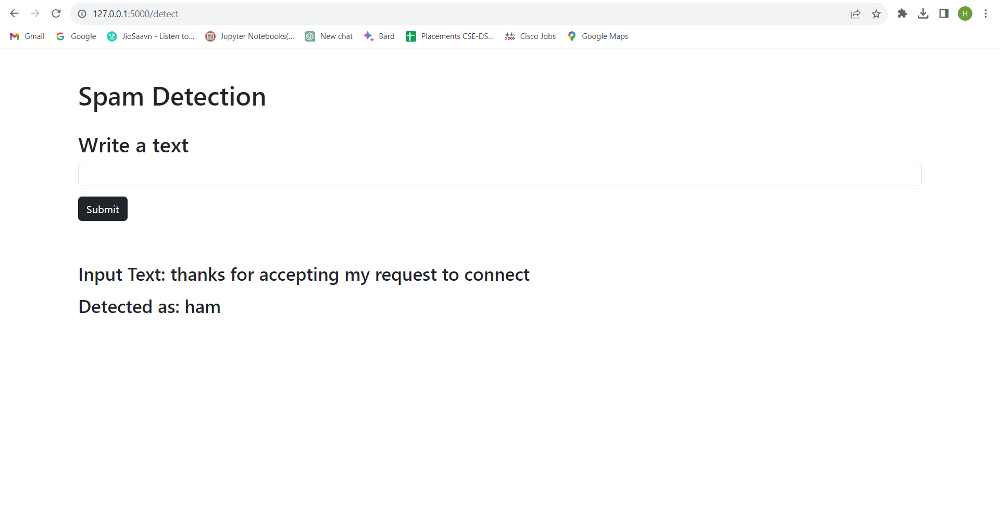 127.0.0.1:5000/detect
H
Gmail
Google
JioSaavn - Listen to...
Jupyter Notebooks(...
New chat
Bard
Placements CSE-DS...
Cisco Jobs
Google Maps
Spam Detection
Write a text
Submit
Input Text: thanks for accepting my request to connect
Detected as: ham